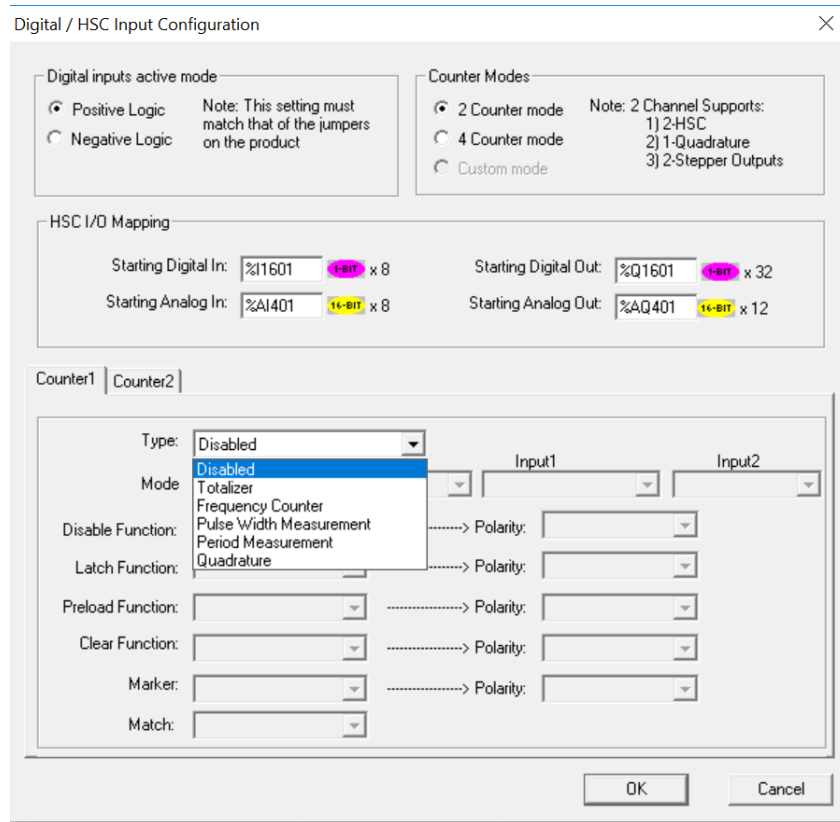 Digital / HSC Input Configuration
Digital inputs active mode
Positive Logic
Negative Logic
Note: This setting must
match that of the jumpers
on the product
Counter Modes
2 Counter mode
4 Counter mode
Custom mode
Note: 2 Channel Supports:
1) 2-HSC
2) 1-Quadrature
3) 2-Stepper Outputs
HSC I/O Mapping
Starting Digital In: %I1601 1-BIT x 8
Starting Digital Out: %Q1601 1-BIT x 32
Starting Analog In: %AI401 16-BIT x 8
Starting Analog Out: %AQ401 16-BIT x 12
Counter1 Counter2
Type: Disabled
Disabled
Totalizer
Frequency Counter
Pulse Width Measurement
Period Measurement
Quadrature
Input1 Input2
Mode
Disable Function: --------> Polarity:
Latch Function: --------> Polarity:
Preload Function: -----------------> Polarity:
Clear Function: -----------------> Polarity:
Marker: -----------------> Polarity:
Match:
OK Cancel